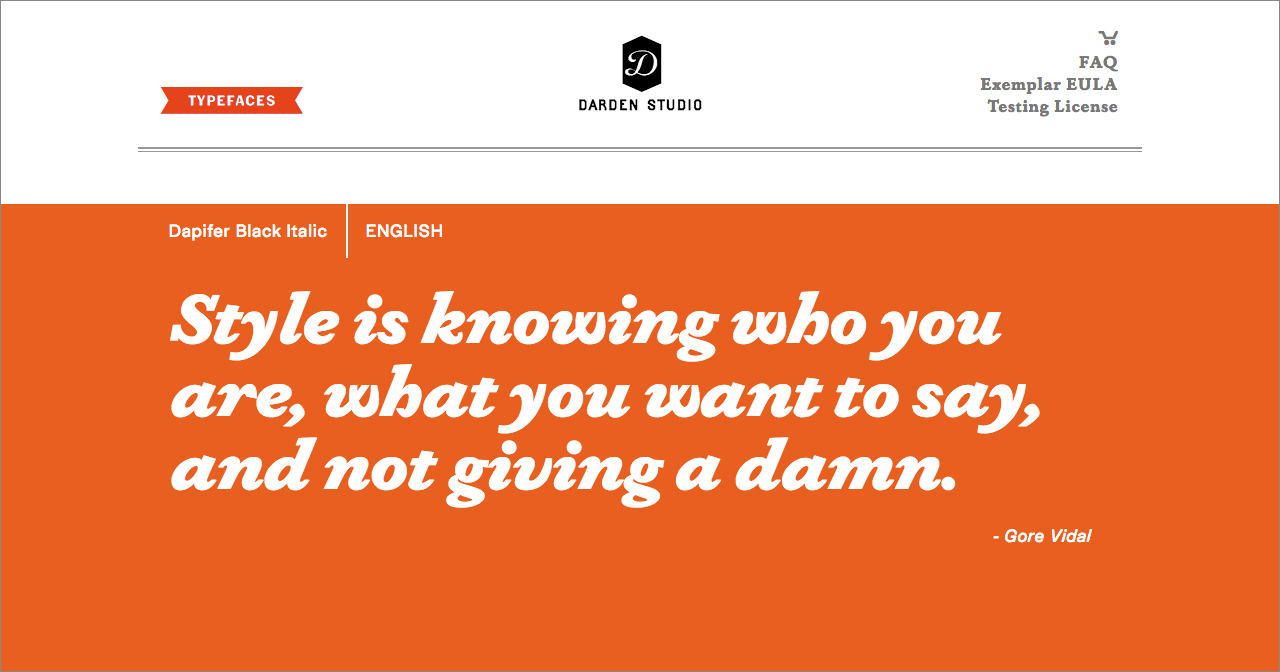 D
DARDEN STUDIO
TYPEFACES
FAQ
Exemplar EULA
Testing License
Dapifer Black Italic
ENGLISH
Style is knowing who you
are, what you want to say,
and not giving a damn.
- Gore Vidal